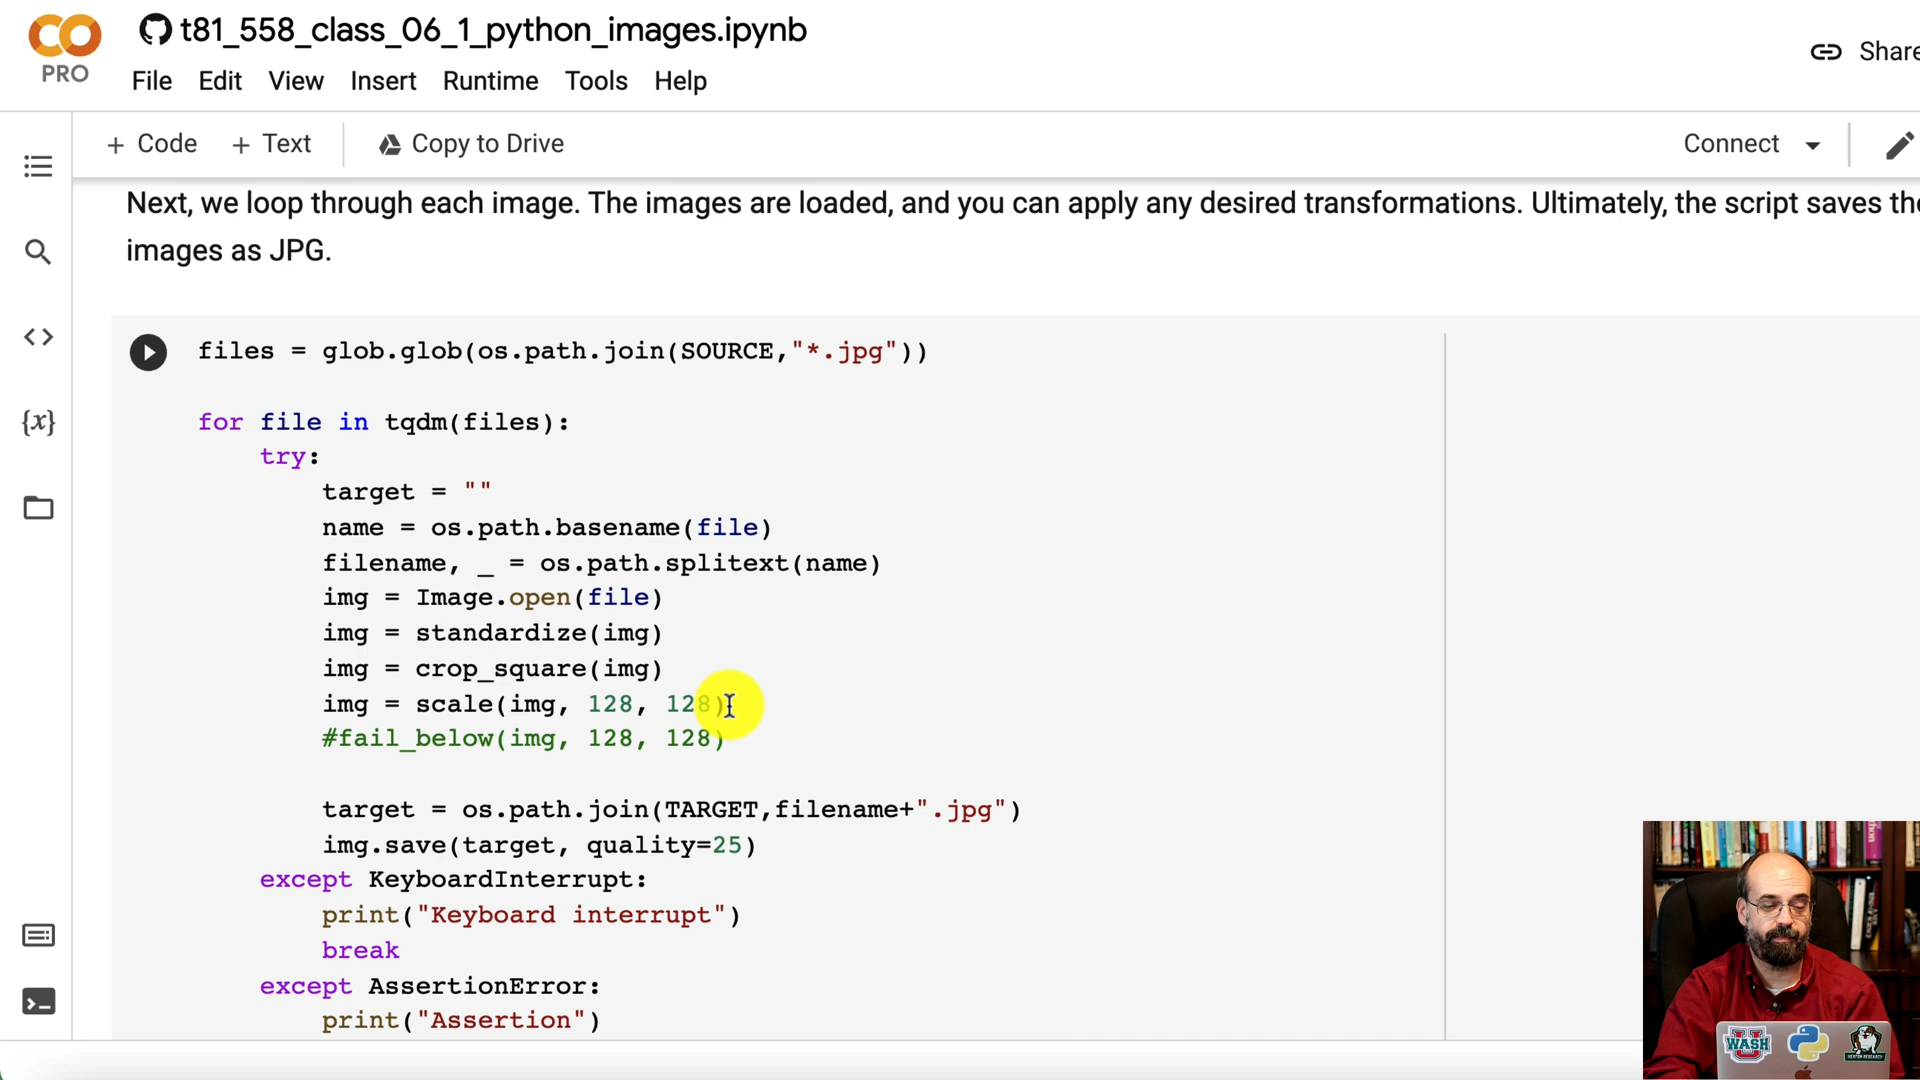 CO
PRO
t81_558_class_06_1_python_images.ipynb
Share
File Edit View Insert Runtime Tools Help
+ Code + Text Copy to Drive Connect
Next, we loop through each image. The images are loaded, and you can apply any desired transformations. Ultimately, the script saves the
images as JPG.
files = glob.glob(os.path.join(SOURCE,"*.jpg"))
for file in tqdm(files):
try:
target = ""
name = os.path.basename(file)
filename, _ = os.path.splitext(name)
img = Image.open(file)
img = standardize(img)
img = crop_square(img)
img = scale(img, 128, 128)
#fail_below(img, 128, 128)
target = os.path.join(TARGET,filename+".jpg")
img.save(target, quality=25)
except KeyboardInterrupt:
print("Keyboard interrupt")
break
except AssertionError:
print("Assertion")
{x}
WASH